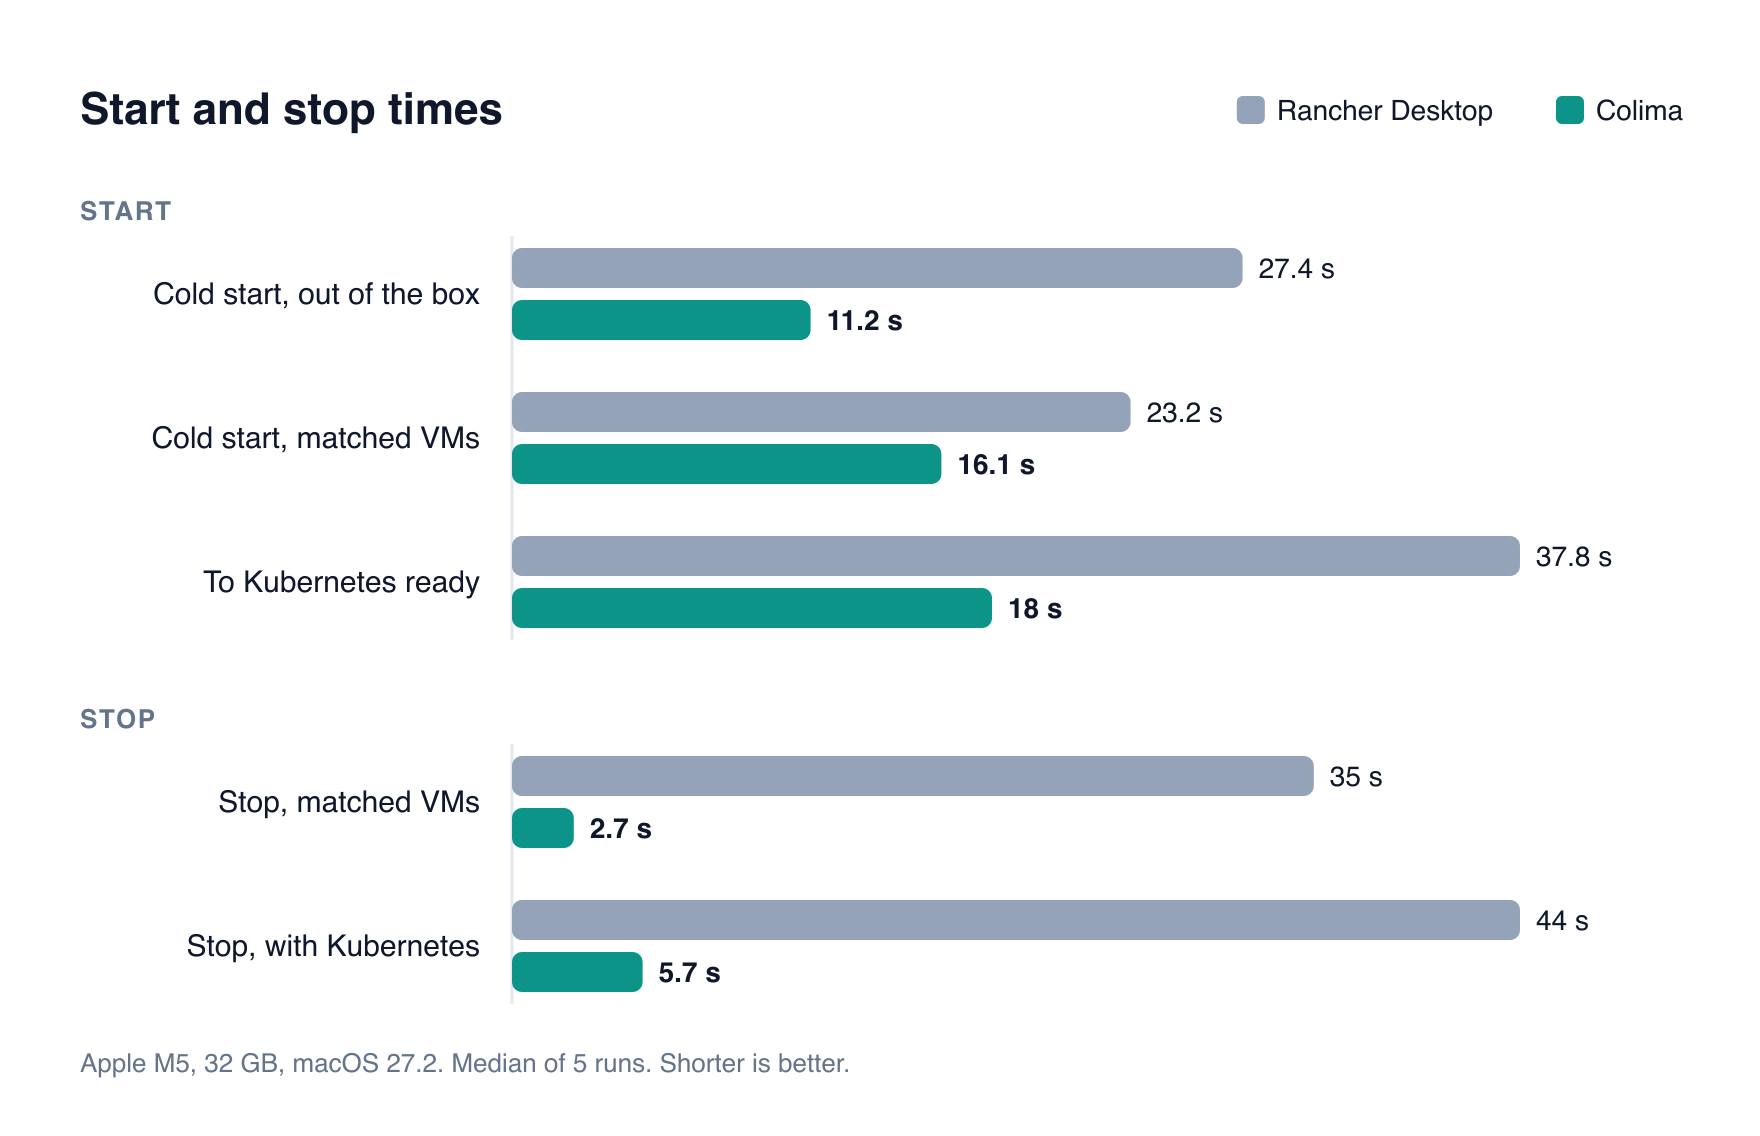 Start and stop times
Rancher Desktop
Colima
START
Cold start, out of the box
27.4 s
11.2 s
Cold start, matched VMs
23.2 s
16.1 s
To Kubernetes ready
37.8 s
18 s
STOP
Stop, matched VMs
35 s
2.7 s
Stop, with Kubernetes
44 s
5.7 s
Apple M5, 32 GB, macOS 27.2. Median of 5 runs. Shorter is better.